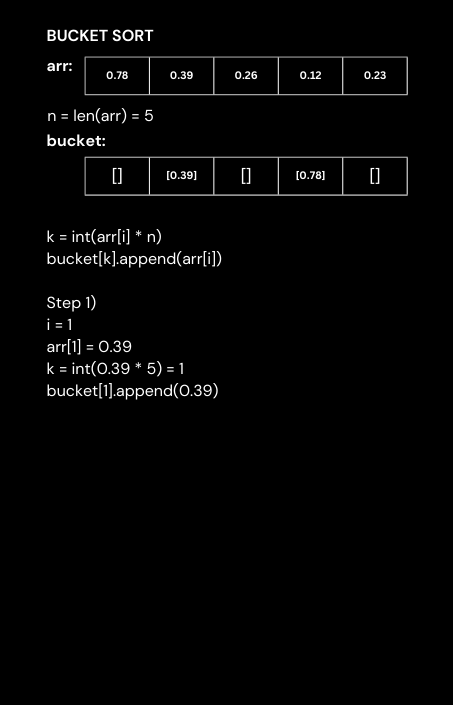 BUCKET SORT
arr: 0.78 0.39 0.26 0.12 0.23
n = len(arr) = 5
bucket:
[] [0.39] [] [0.78] []
k = int(arr[i] * n)
bucket[k].append(arr[i])
Step 1)
i = 1
arr[1] = 0.39
k = int(0.39 * 5) = 1
bucket[1].append(0.39)